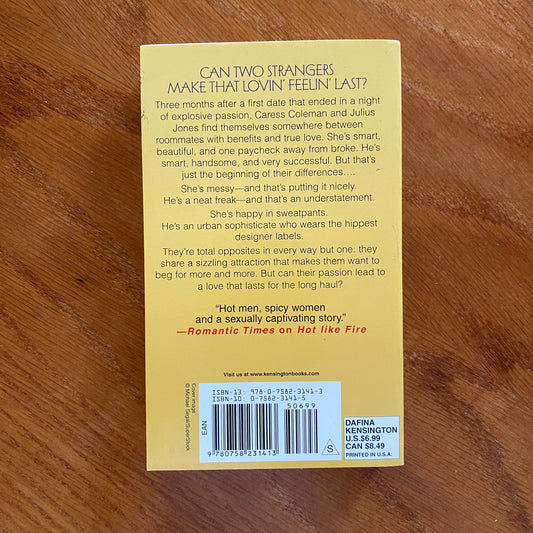 CAN TWO STRANGERS
MAKE THAT LOVIN' FEELIN' LAST?
Three months after a first date that ended in a night
of explosive passion, Caress Coleman and Julius
Jones find themselves somewhere between
roommates with benefits and true love. She's smart,
beautiful, and one paycheck away from broke. He's
smart, handsome, and very successful. But that's
just the beginning of their differences….
She's messy—and that's putting it nicely.
He's a neat freak—and that's an understatement.
She's happy in sweatpants.
He's an urban sophisticate who wears the hippest
designer labels.
They're total opposites in every way but one: they
share a sizzling attraction that makes them want to
beg for more and more. But can their passion lead to
a love that lasts for the long haul?
“Hot men, spicy women
and a sexually captivating story.”
—Romantic Times on Hot like Fire
Visit us at www.kensingtonbooks.com
Cover image
© Michael Segal/SuperStock
ISBN-13: 978-0-7582-3141-3
ISBN-10: 0-7582-3141-5
50699
EAN
9 780758 231413
S
DAFINA
KENSINGTON
U.S.$6.99
CAN $8.49
PRINTED IN U.S.A.